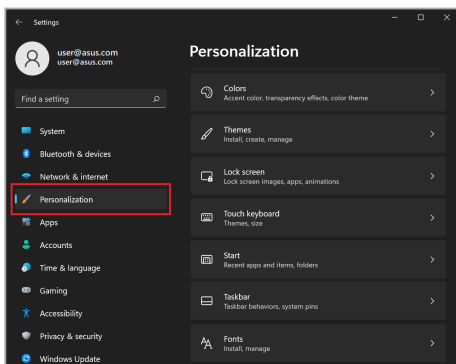 Settings
user@asus.com
user@asus.com
Find a setting
System
Bluetooth & devices
Network & internet
Personalization
Apps
Accounts
Time & language
Gaming
Accessibility
Privacy & security
Windows Update
Personalization
Colors
Accent color, transparency effects, color theme
Themes
Install, create, manage
Lock screen
Lock screen images, apps, animations
Touch keyboard
Themes, size
Start
Recent apps and items, folders
Taskbar
Taskbar behaviors, system pins
Fonts
Install, manage